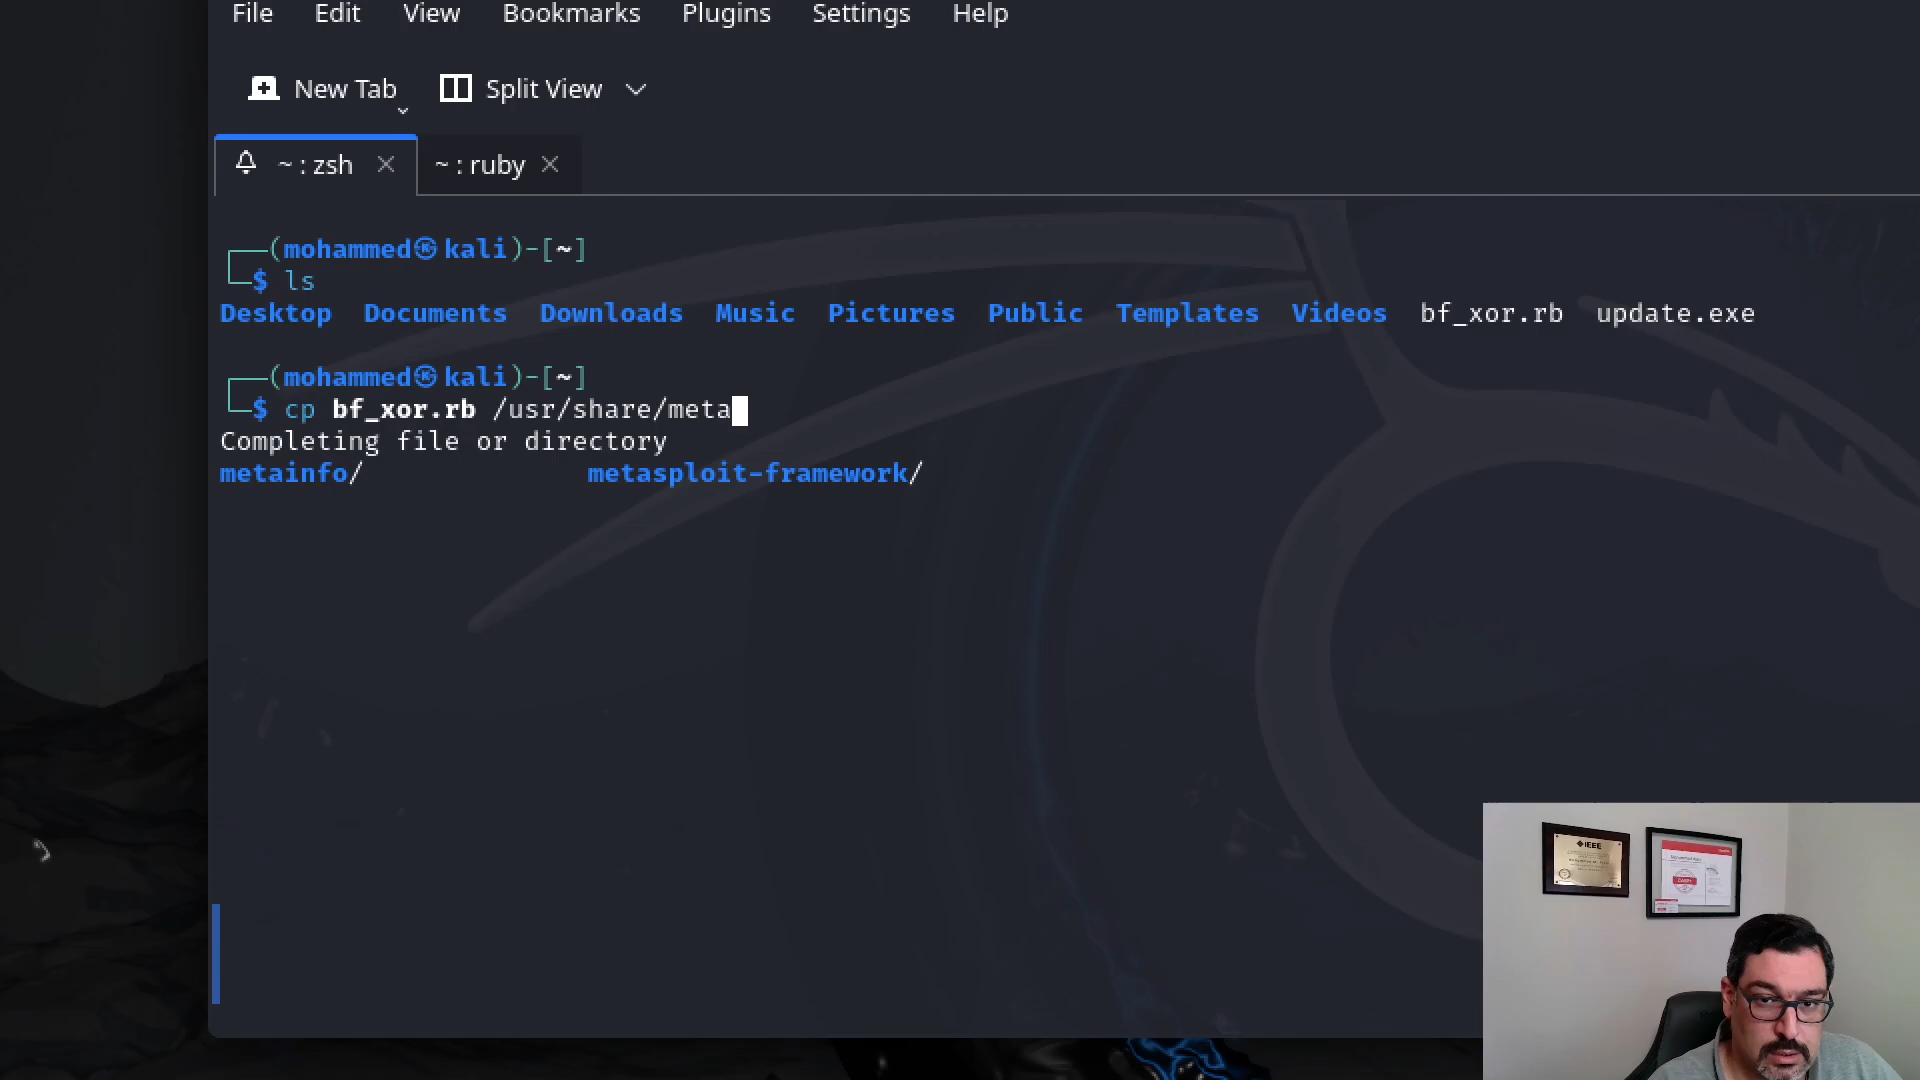 File Edit View Bookmarks Plugins Settings Help
New Tab Split View
~ : zsh ~ : ruby
(mohammed㉿kali)-[~]
$ ls
Desktop Documents Downloads Music Pictures Public Templates Videos bf_xor.rb update.exe
(mohammed㉿kali)-[~]
$ cp bf_xor.rb /usr/share/meta
Completing file or directory
metainfo/ metasploit-framework/
IEEE